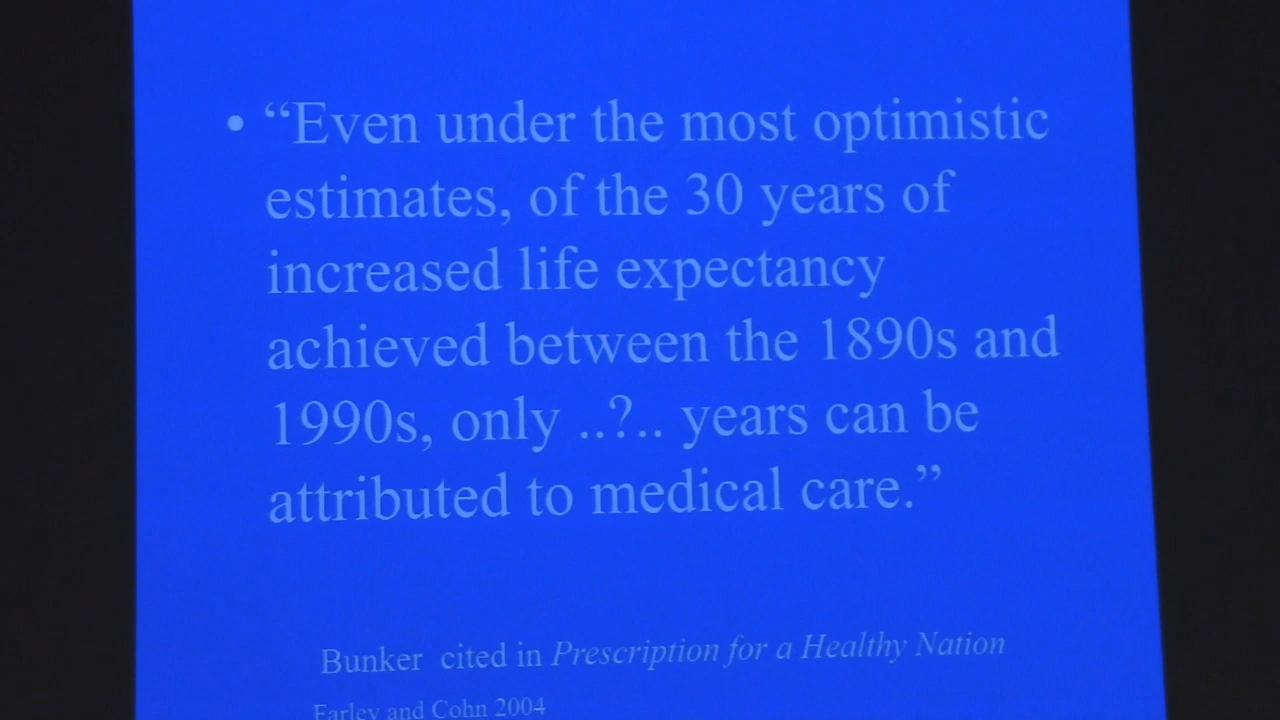 • “Even under the most optimistic
estimates, of the 30 years of
increased life expectancy
achieved between the 1890s and
1990s, only ..?.. years can be
attributed to medical care.”
Bunker cited in Prescription for a Healthy Nation
Farley and Cohn 2004